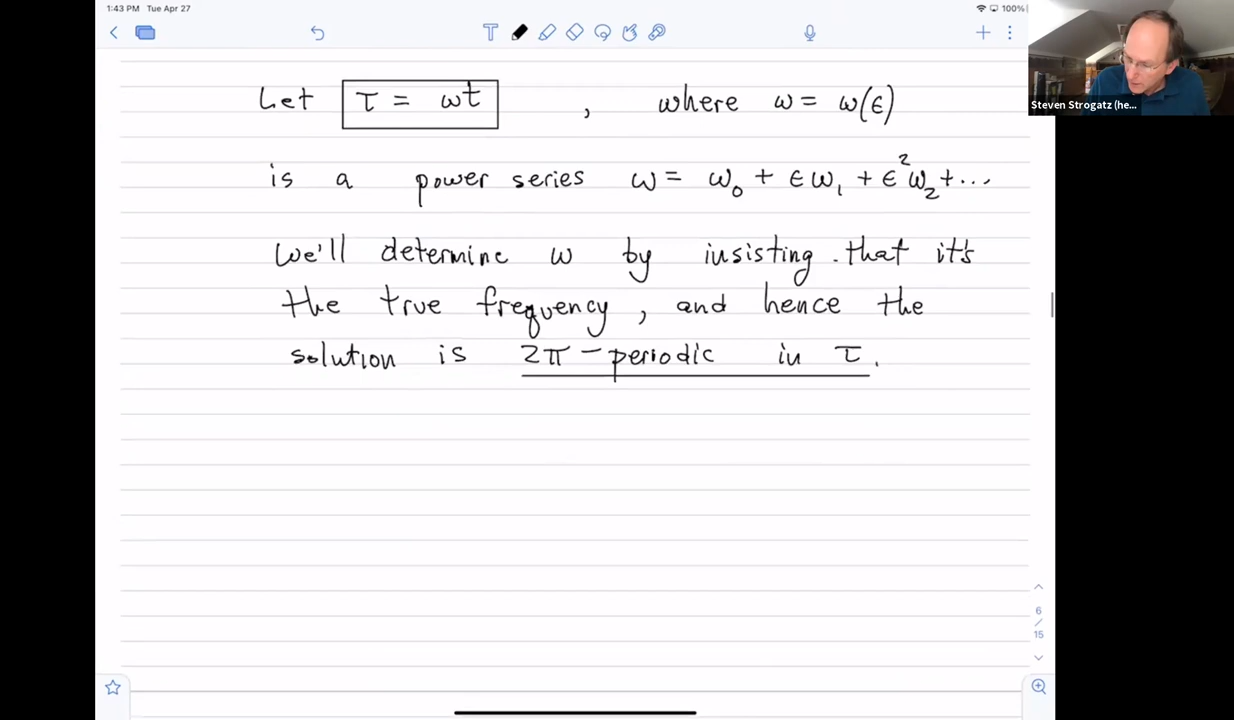 1:43 PM Tue Apr 27
100%
Steven Strogatz (he...
Let τ = ωt , where ω = ω(ϵ)
is a power series ω = ω₀ + ϵω₁ + ϵ²ω₂ + ...
We'll determine ω by insisting that it's
the true frequency, and hence the
solution is 2π-periodic in τ.
6
/
15